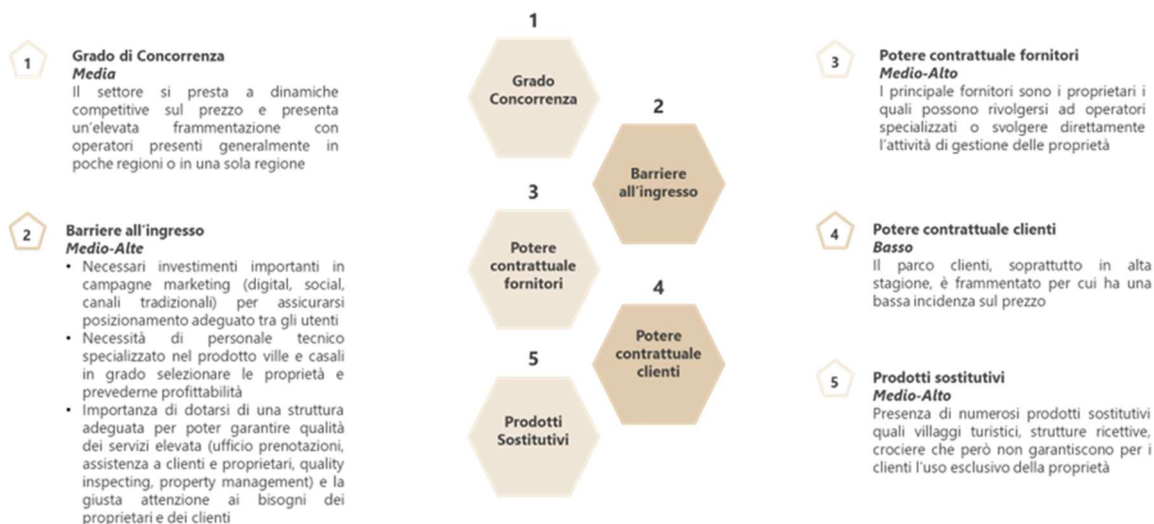 1
Grado di Concorrenza
Media
Il settore si presta a dinamiche
competitive sul prezzo e presenta
un'elevata frammentazione con
operatori presenti generalmente in
poche regioni o in una sola regione
2
Barriere all'ingresso
Medio-Alte
• Necessari investimenti importanti in
campagne marketing (digital, social,
canali tradizionali) per assicurarsi
posizionamento adeguato tra gli utenti
• Necessità di personale tecnico
specializzato nel prodotto ville e casali
in grado selezionare le proprietà e
prevederne profittabilità
• Importanza di dotarsi di una struttura
adeguata per poter garantire qualità
dei servizi elevata (ufficio prenotazioni,
assistenza a clienti e proprietari, quality
inspecting, property management) e la
giusta attenzione ai bisogni dei
proprietari e dei clienti
1
Grado
Concorrenza
2
Barriere
all'ingresso
3
Potere
contrattuale
fornitori
4
Potere
contrattuale
clienti
5
Prodotti
Sostitutivi
3
Potere contrattuale fornitori
Medio-Alto
I principale fornitori sono i proprietari i
quali possono rivolgersi ad operatori
specializzati o svolgere direttamente
l'attività di gestione delle proprietà
4
Potere contrattuale clienti
Basso
Il parco clienti, soprattutto in alta
stagione, è frammentato per cui ha una
bassa incidenza sul prezzo
5
Prodotti sostitutivi
Medio-Alto
Presenza di numerosi prodotti sostitutivi
quali villaggi turistici, strutture ricettive,
crociere che però non garantiscono per i
clienti l'uso esclusivo della proprietà